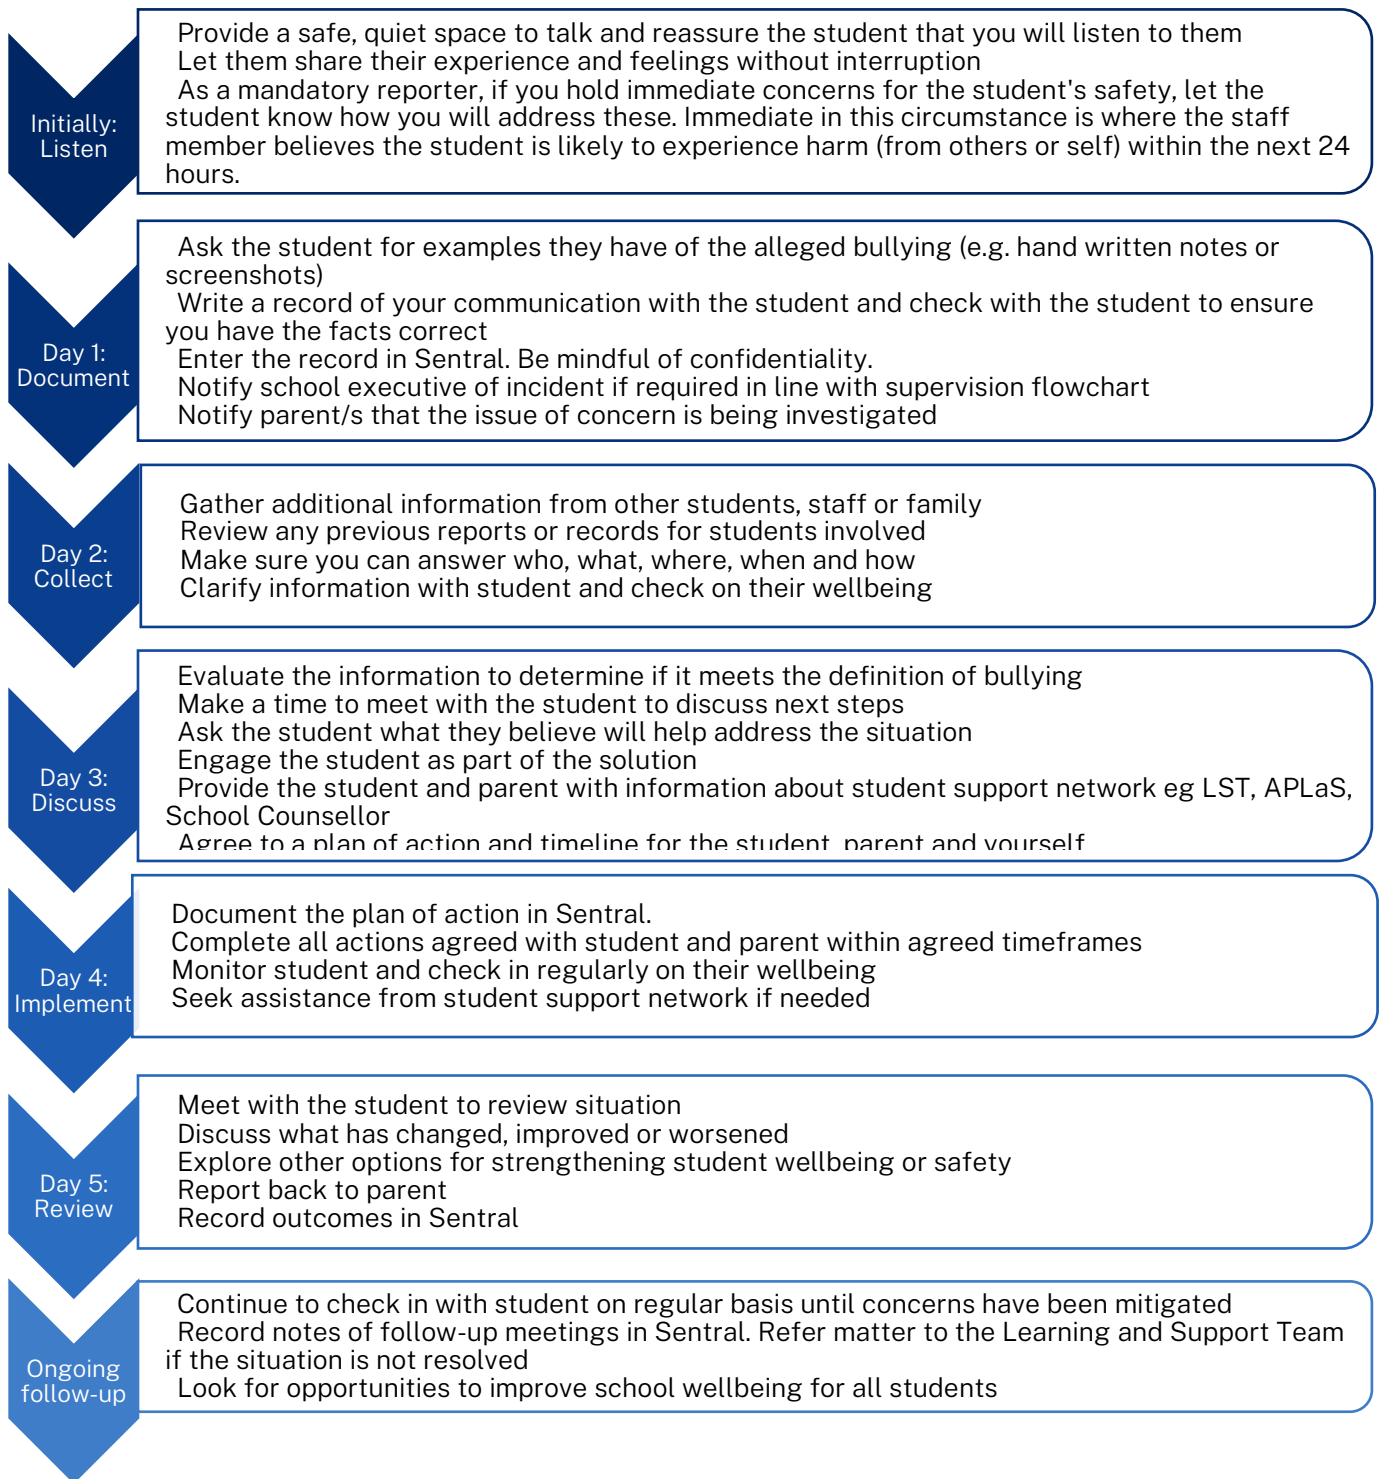 Initially:
Listen
Provide a safe, quiet space to talk and reassure the student that you will listen to them
Let them share their experience and feelings without interruption
As a mandatory reporter, if you hold immediate concerns for the student's safety, let the
student know how you will address these. Immediate in this circumstance is where the staff
member believes the student is likely to experience harm (from others or self) within the next 24
hours.
Day 1:
Document
Ask the student for examples they have of the alleged bullying (e.g. hand written notes or
screenshots)
Write a record of your communication with the student and check with the student to ensure
you have the facts correct
Enter the record in Sentral. Be mindful of confidentiality.
Notify school executive of incident if required in line with supervision flowchart
Notify parent/s that the issue of concern is being investigated
Day 2:
Collect
Gather additional information from other students, staff or family
Review any previous reports or records for students involved
Make sure you can answer who, what, where, when and how
Clarify information with student and check on their wellbeing
Day 3:
Discuss
Evaluate the information to determine if it meets the definition of bullying
Make a time to meet with the student to discuss next steps
Ask the student what they believe will help address the situation
Engage the student as part of the solution
Provide the student and parent with information about student support network eg LST, APLaS,
School Counsellor
Agree to a plan of action and timeline for the student, parent and yourself
Day 4:
Implement
Document the plan of action in Sentral.
Complete all actions agreed with student and parent within agreed timeframes
Monitor student and check in regularly on their wellbeing
Seek assistance from student support network if needed
Day 5:
Review
Meet with the student to review situation
Discuss what has changed, improved or worsened
Explore other options for strengthening student wellbeing or safety
Report back to parent
Record outcomes in Sentral
Ongoing
follow-up
Continue to check in with student on regular basis until concerns have been mitigated
Record notes of follow-up meetings in Sentral. Refer matter to the Learning and Support Team
if the situation is not resolved
Look for opportunities to improve school wellbeing for all students